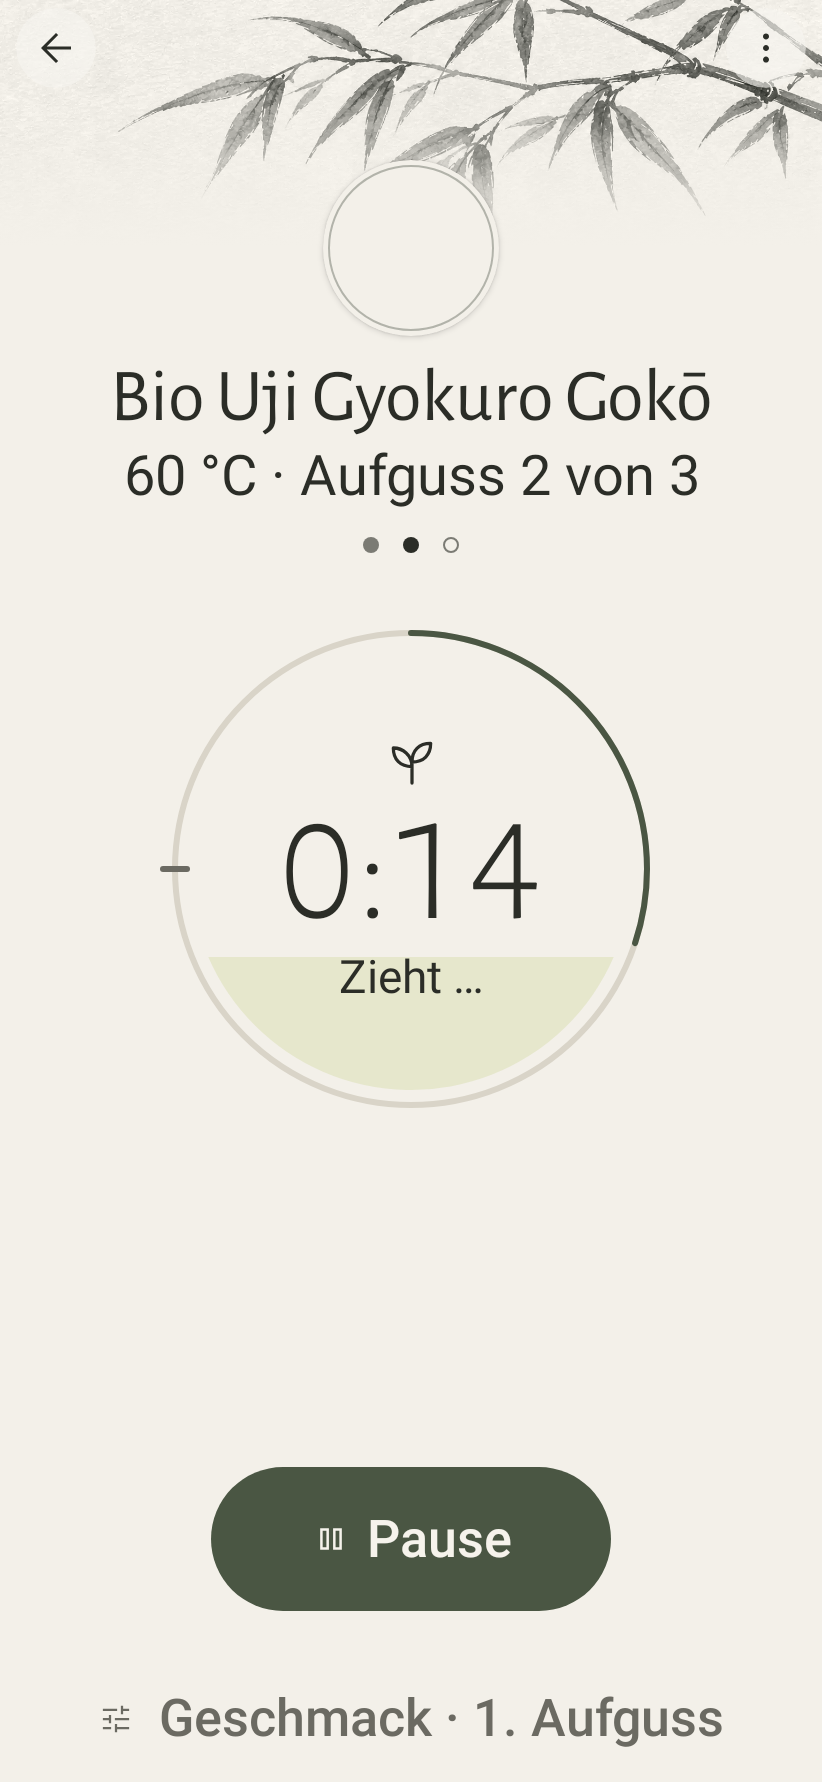 Bio Uji Gyokuro Gokō
60 °C · Aufguss 2 von 3
0:14
Zieht ...
Pause
Geschmack · 1. Aufguss